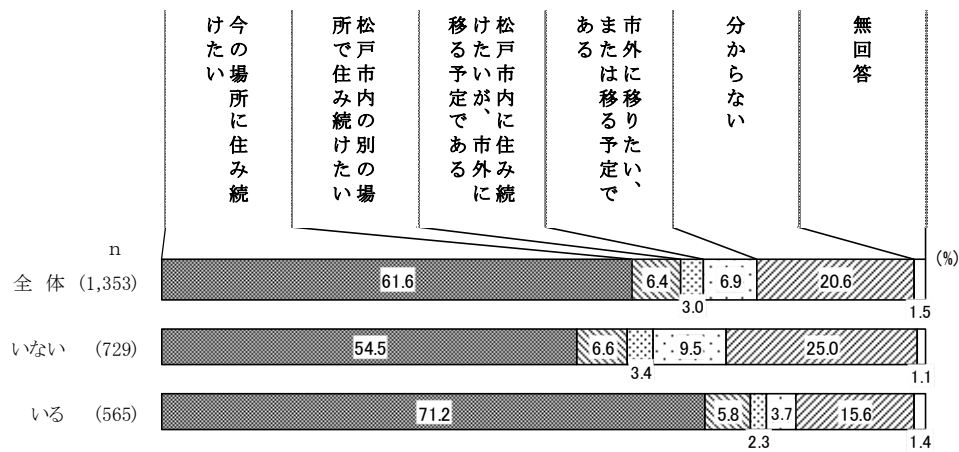 今の場所に住み続
けたい
松戸市内の別の場
所で住み続けたい
松戸市内に住み続
けたいが、市外に
移る予定である
市外に移りたい、
または移る予定で
ある
分からない
無回答
n
(%)
全 体 (1,353)
61.6
6.4
3.0
6.9
20.6
1.5
いない (729)
54.5
6.6
3.4
9.5
25.0
1.1
いる (565)
71.2
5.8
2.3
3.7
15.6
1.4